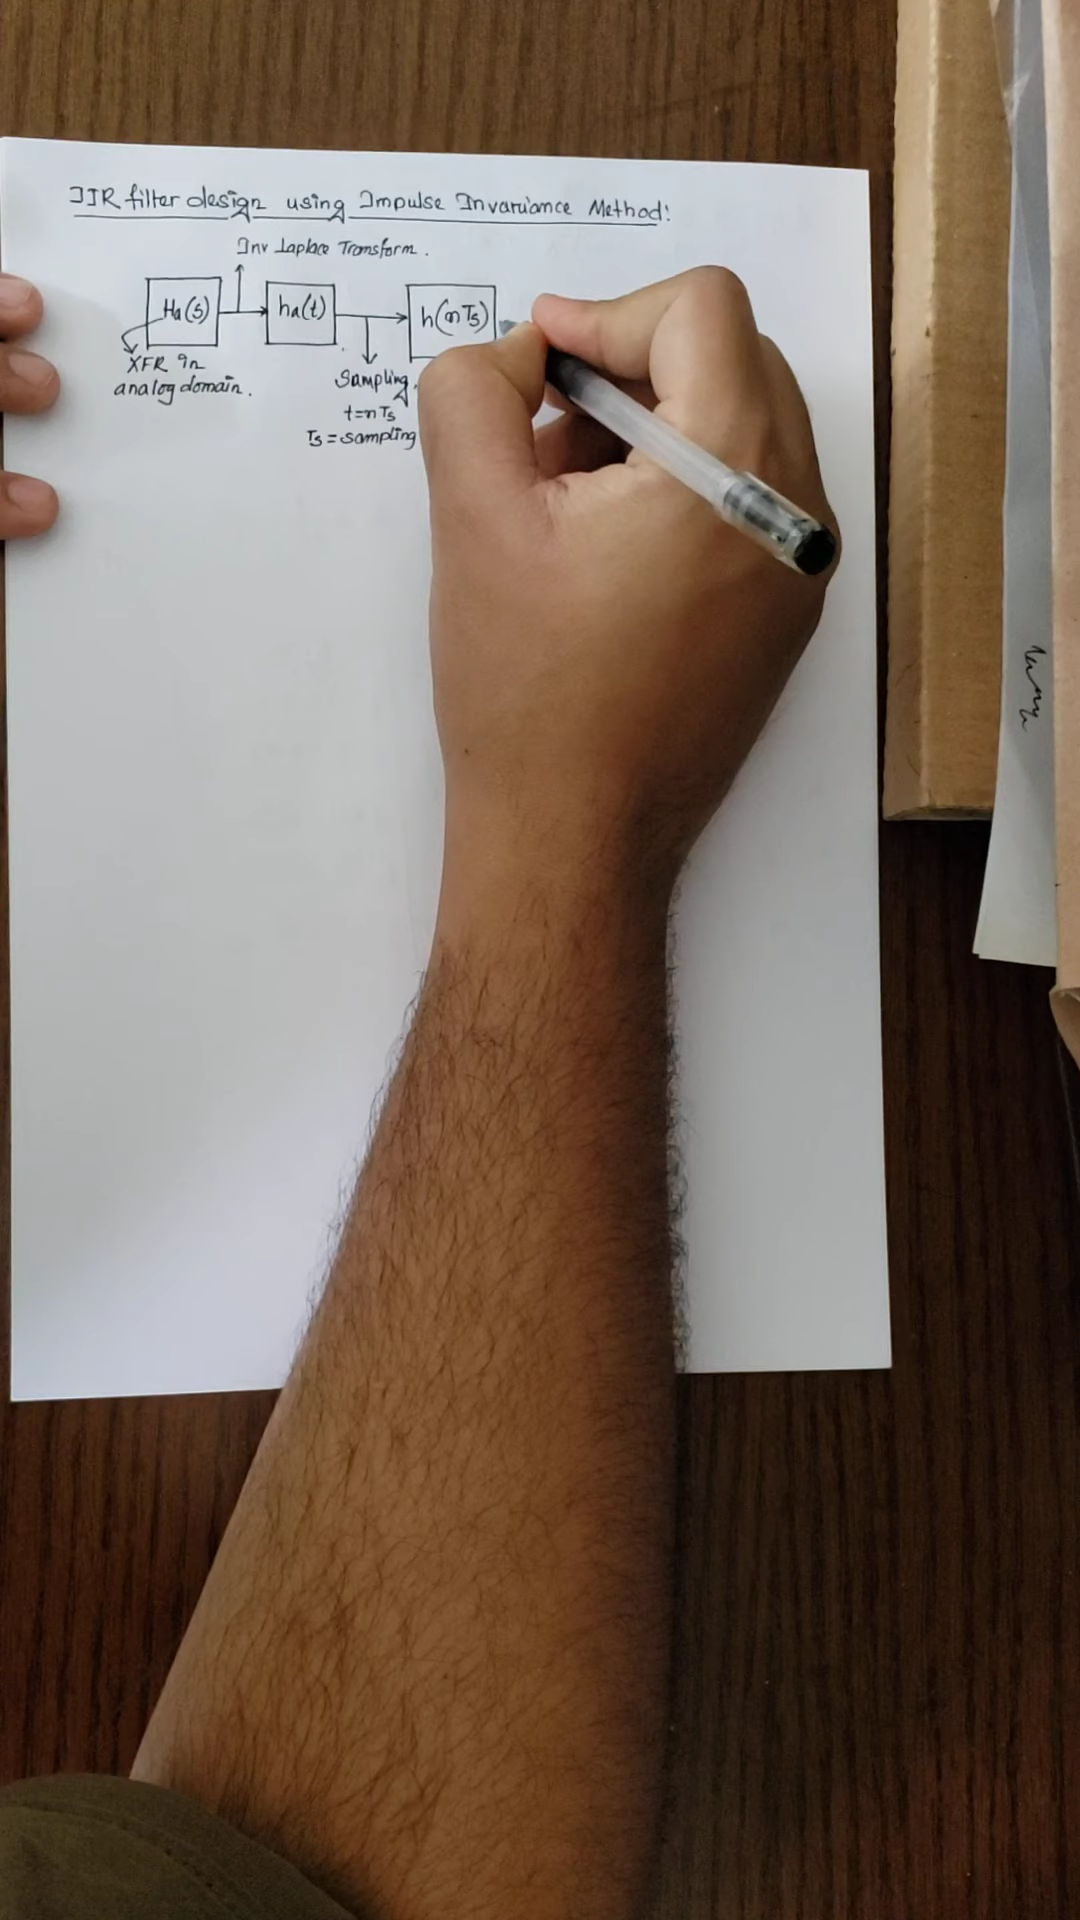 IIR filter design using Impulse Invariance Method:
Inv Laplace Transform.
Ha(s) ha(t) h(nTs)
XFR in
analog domain.
Sampling.
t=nTs
Ts = sampling